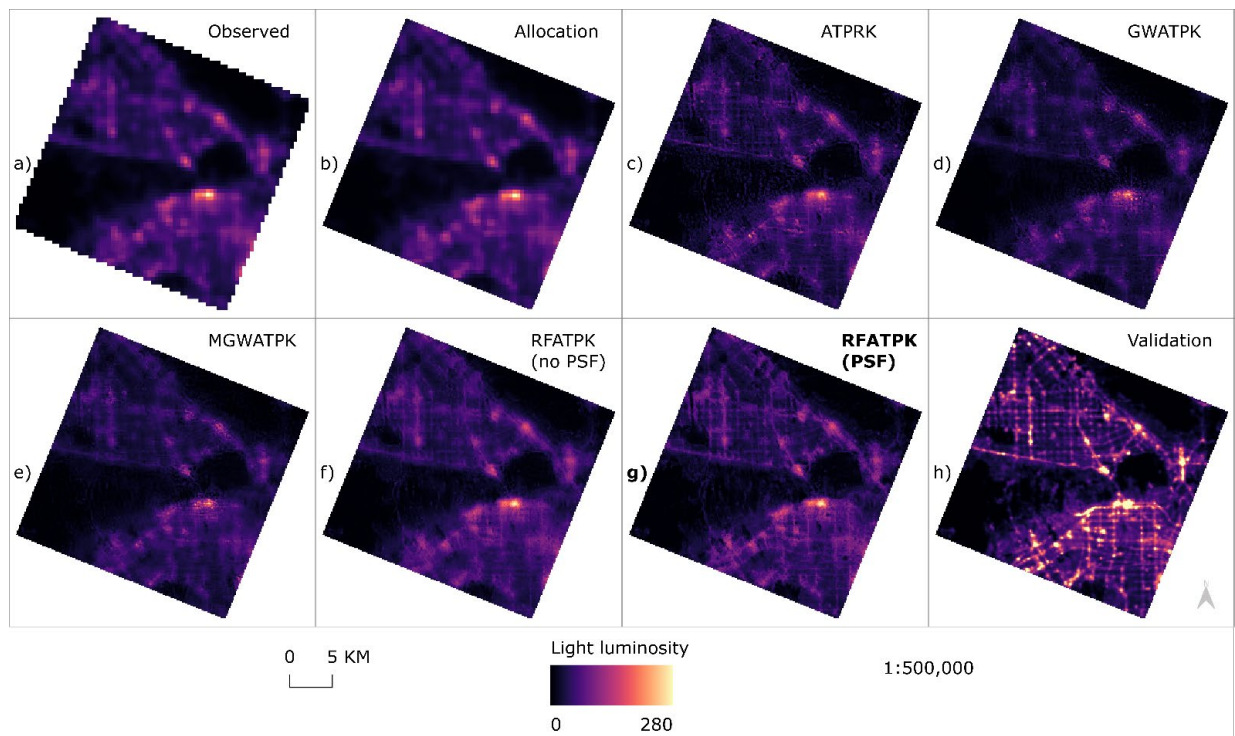 Observed
a)
Allocation
b)
ATPRK
c)
GWATPK
d)
MGWATPK
e)
RFATPK
(no PSF)
f)
RFATPK
(PSF)
g)
Validation
h)
0 5 KM
Light luminosity
0 280
1:500,000